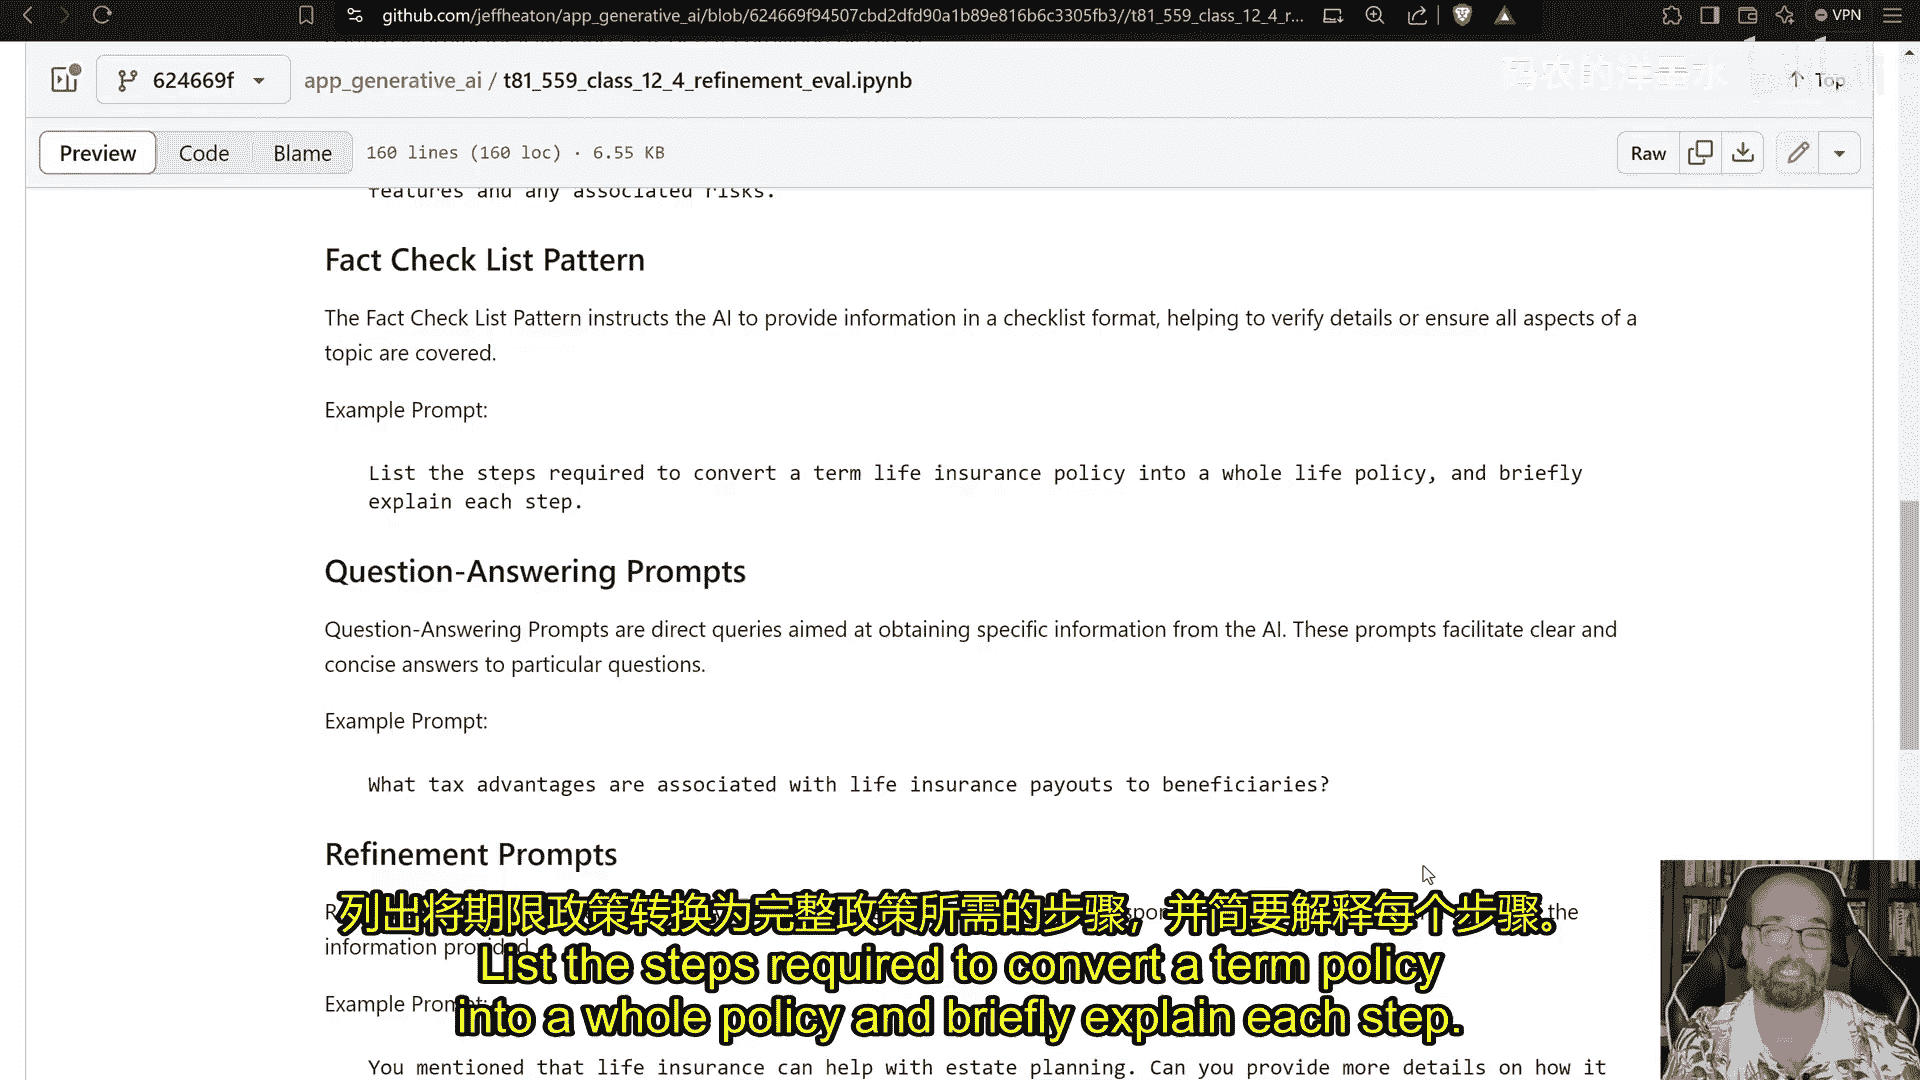 github.com/jeffheaton/app_generative_ai/blob/624669f94507cbd2dfd90a1b89e816b6c3305fb3//t81_559_class_12_4_r...
VPN
码农的洋墨水
624669f
app_generative_ai / t81_559_class_12_4_refinement_eval.ipynb
Top
Preview
Code
Blame
160 lines (160 loc) · 6.55 KB
Raw
features and any associated risks.
Fact Check List Pattern
The Fact Check List Pattern instructs the AI to provide information in a checklist format, helping to verify details or ensure all aspects of a
topic are covered.
Example Prompt:
List the steps required to convert a term life insurance policy into a whole life policy, and briefly
explain each step.
Question-Answering Prompts
Question-Answering Prompts are direct queries aimed at obtaining specific information from the AI. These prompts facilitate clear and
concise answers to particular questions.
Example Prompt:
What tax advantages are associated with life insurance payouts to beneficiaries?
Refinement Prompts
the
列出将期限政策转换为完整政策所需的步骤，并简要解释每个步骤。
information provided
List the steps required to convert a term policy
Example Prompt:
into a whole policy and briefly explain each step.
You mentioned that life insurance can help with estate planning. Can you provide more details on how it